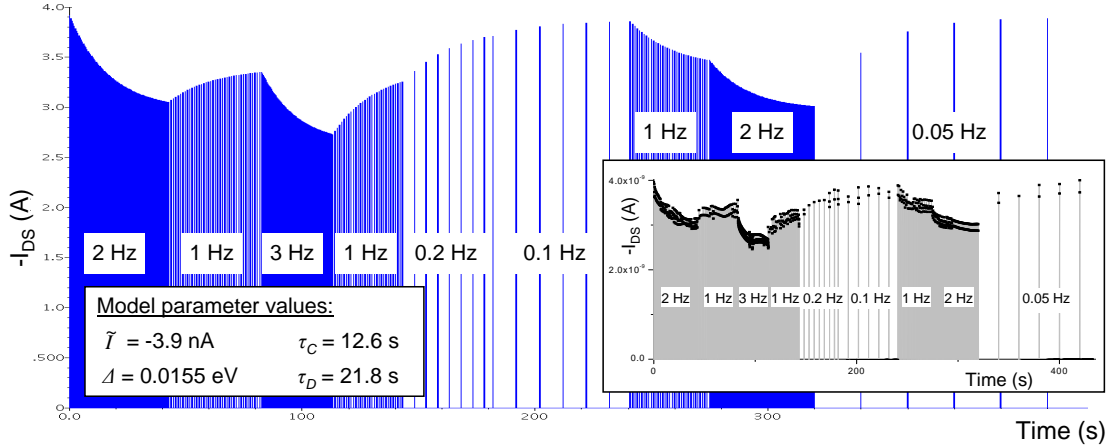 4.0
3.5
3.0
2.5
2.0
1.5
1.0
.500
0
-I_DS (A)
2 Hz
1 Hz
3 Hz
1 Hz
0.2 Hz
0.1 Hz
1 Hz
2 Hz
0.05 Hz
Model parameter values:
Ĩ = -3.9 nA τ_C = 12.6 s
Δ = 0.0155 eV τ_D = 21.8 s
0.0 100 200 300
Time (s)
4.0x10⁻⁹
2.0x10⁻⁹
0.0
-I_DS (A)
2 Hz 1 Hz 3 Hz 1 Hz 0.2 Hz 0.1 Hz 1 Hz 2 Hz 0.05 Hz
0 100 200 300 400
Time (s)